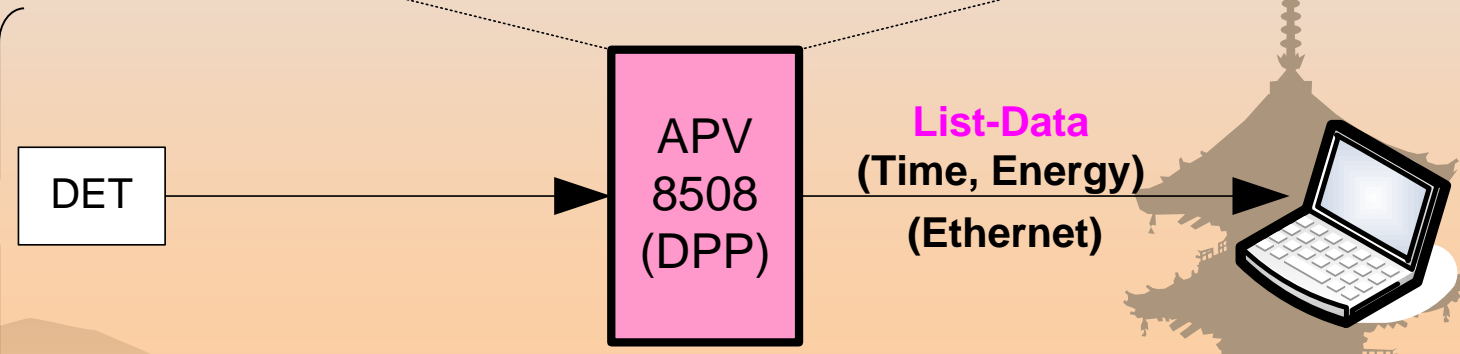 DET
APV
8508
(DPP)
List-Data
(Time, Energy)
(Ethernet)